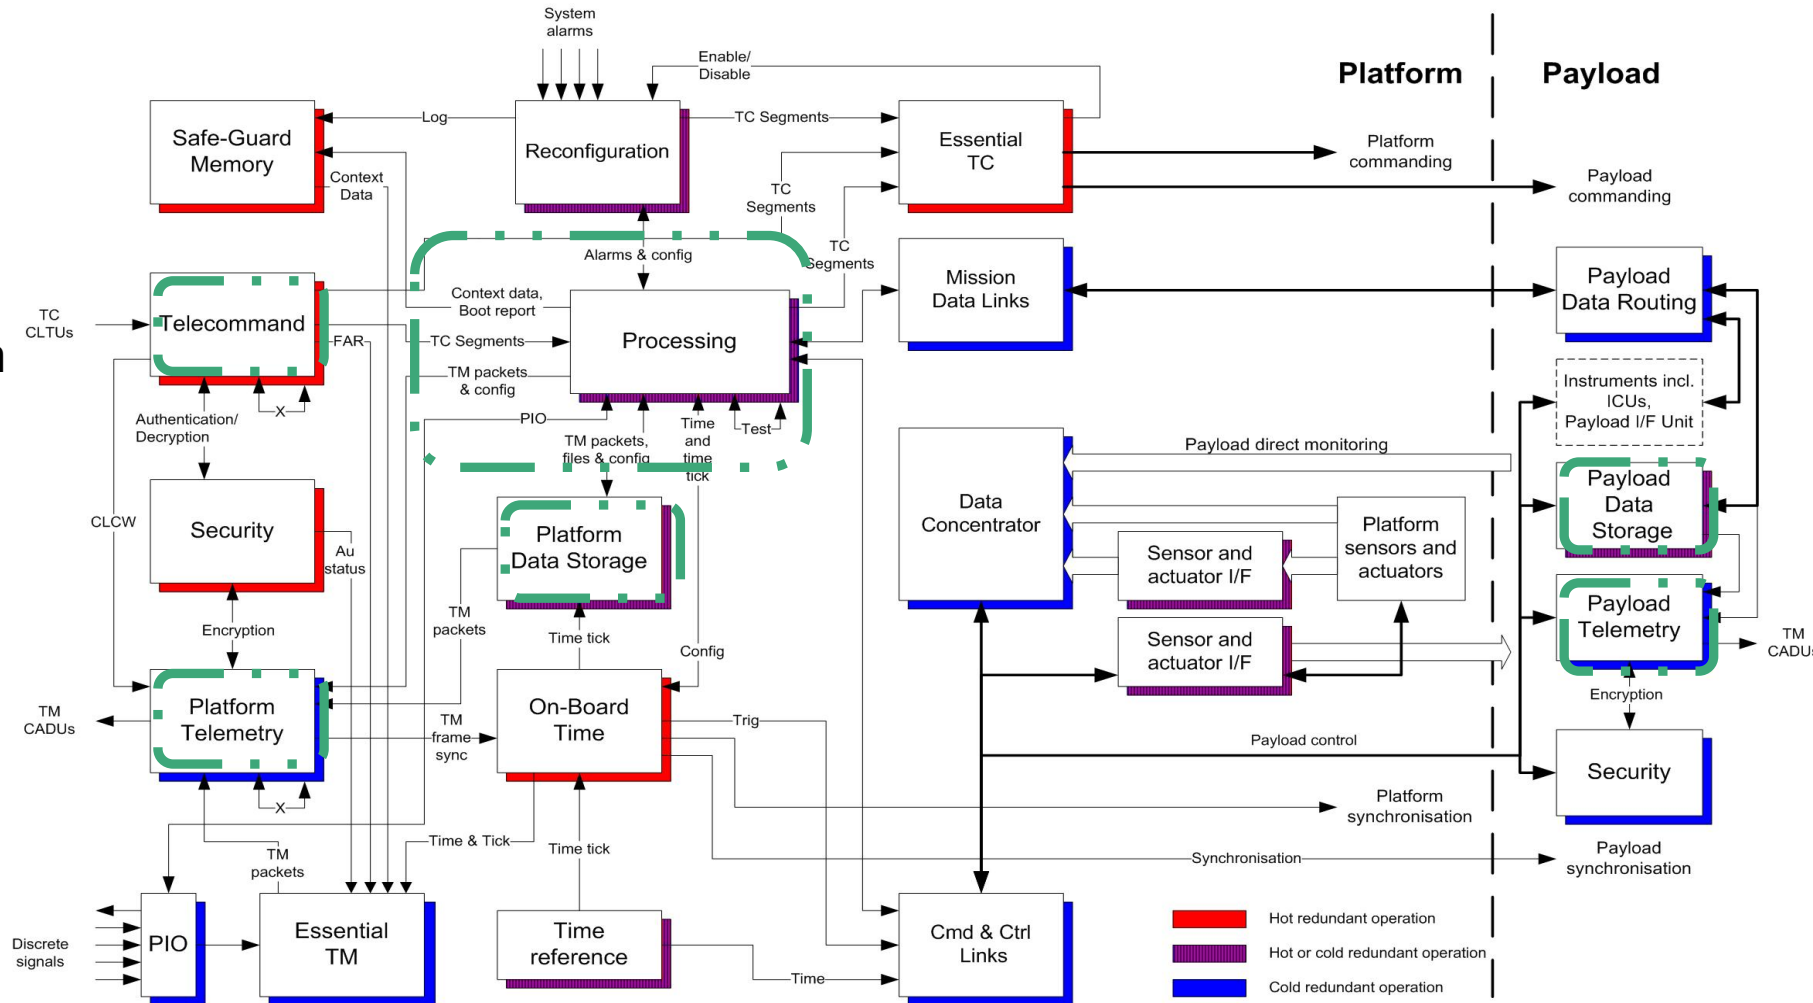 System
alarms
Enable/
Disable
Platform
Payload
Safe-Guard
Memory
Log
Reconfiguration
TC Segments
Essential
TC
Platform
commanding
Context
Data
TC
Segments
Payload
commanding
Alarms & config
TC
Segments
Mission
Data Links
Payload
Data Routing
TC
CLTUs
Telecommand
Context data,
Boot report
FAR
TC Segments
Processing
TM packets
& config
Instruments incl.
ICUs,
Payload I/F Unit
X
Authentication/
Decryption
PIO
TM packets,
files & config
Time
and
time
tick
Test
Payload direct monitoring
CLCW
Security
Au
status
Platform
Data Storage
Data
Concentrator
Sensor and
actuator I/F
Platform
sensors and
actuators
Payload
Data
Storage
Encryption
TM
packets
Time tick
Config
Sensor and
actuator I/F
Payload
Telemetry
TM
CADUs
Encryption
TM
CADUs
Platform
Telemetry
TM
frame
sync
On-Board
Time
Trig
Payload control
Security
X
Platform
synchronisation
Time & Tick
Time tick
TM
packets
Synchronisation
Payload
synchronisation
Discrete
signals
PIO
Essential
TM
Time
reference
Time
Cmd & Ctrl
Links
Hot redundant operation
Hot or cold redundant operation
Cold redundant operation